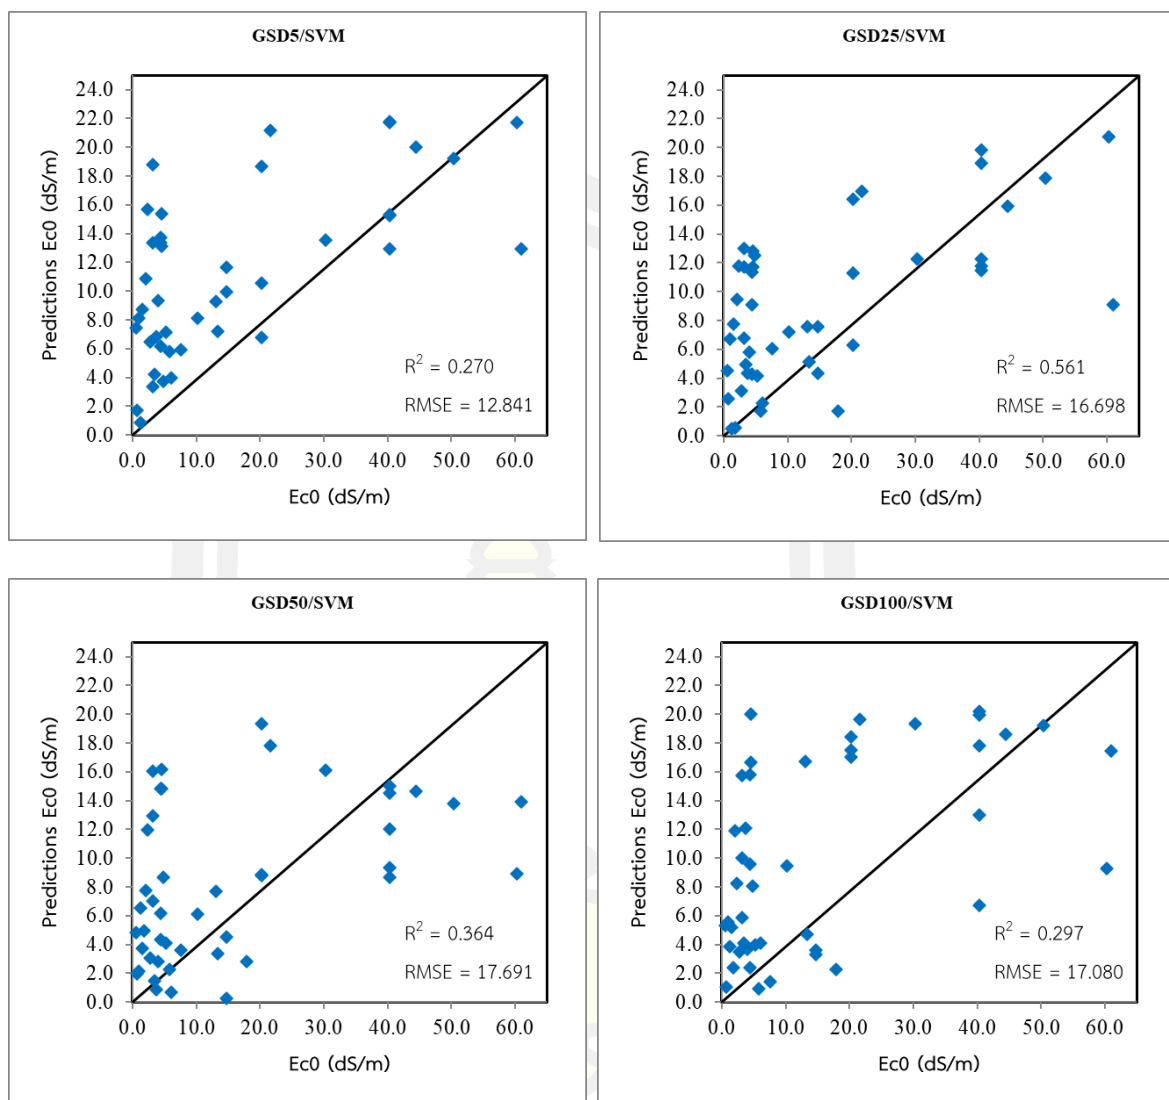 GSD5/SVM
24.0
22.0
20.0
18.0
16.0
14.0
12.0
10.0
8.0
6.0
4.0
2.0
0.0
Predictions Ec0 (dS/m)
R² = 0.270
RMSE = 12.841
0.0 10.0 20.0 30.0 40.0 50.0 60.0
Ec0 (dS/m)
GSD25/SVM
24.0
22.0
20.0
18.0
16.0
14.0
12.0
10.0
8.0
6.0
4.0
2.0
0.0
Predictions Ec0 (dS/m)
R² = 0.561
RMSE = 16.698
0.0 10.0 20.0 30.0 40.0 50.0 60.0
Ec0 (dS/m)
GSD50/SVM
24.0
22.0
20.0
18.0
16.0
14.0
12.0
10.0
8.0
6.0
4.0
2.0
0.0
Predictions Ec0 (dS/m)
R² = 0.364
RMSE = 17.691
0.0 10.0 20.0 30.0 40.0 50.0 60.0
Ec0 (dS/m)
GSD100/SVM
24.0
22.0
20.0
18.0
16.0
14.0
12.0
10.0
8.0
6.0
4.0
2.0
0.0
Predictions Ec0 (dS/m)
R² = 0.297
RMSE = 17.080
0.0 10.0 20.0 30.0 40.0 50.0 60.0
Ec0 (dS/m)